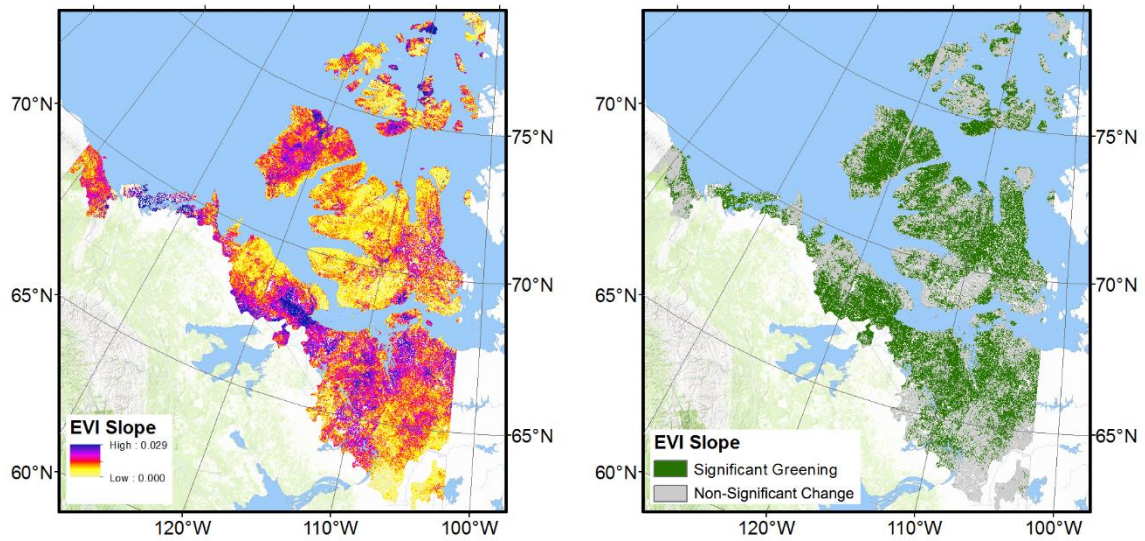 70°N
75°N
65°N
70°N
EVI Slope
High : 0.029
Low : 0.000
65°N
60°N
120°W
110°W
100°W
70°N
75°N
65°N
70°N
EVI Slope
Significant Greening
Non-Significant Change
65°N
60°N
120°W
110°W
100°W